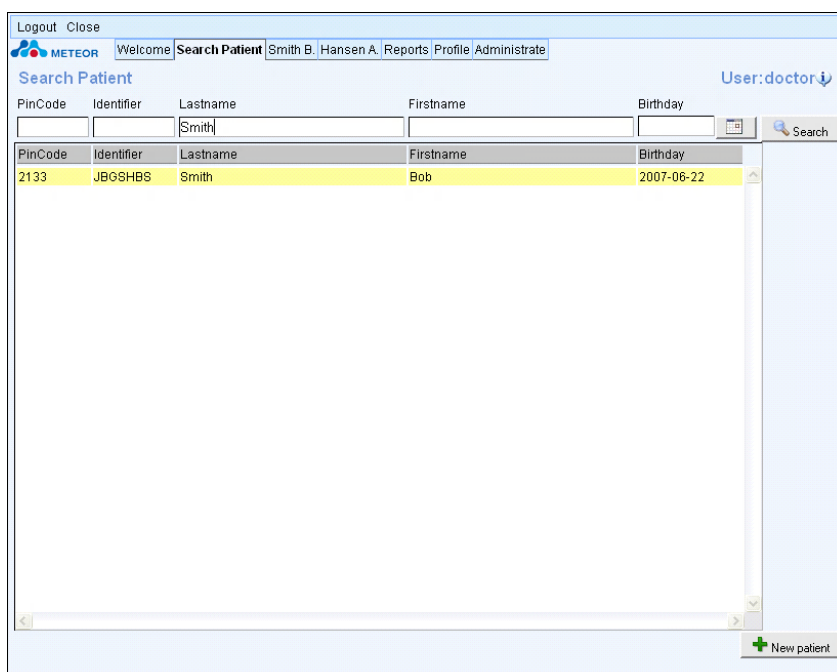 Logout Close
METEOR Welcome Search Patient Smith B. Hansen A. Reports Profile Administrate
Search Patient User:doctor
PinCode Identifier Lastname Firstname Birthday
Smith Search
PinCode Identifier Lastname Firstname Birthday
2133 JBGSHBS Smith Bob 2007-06-22
New patient